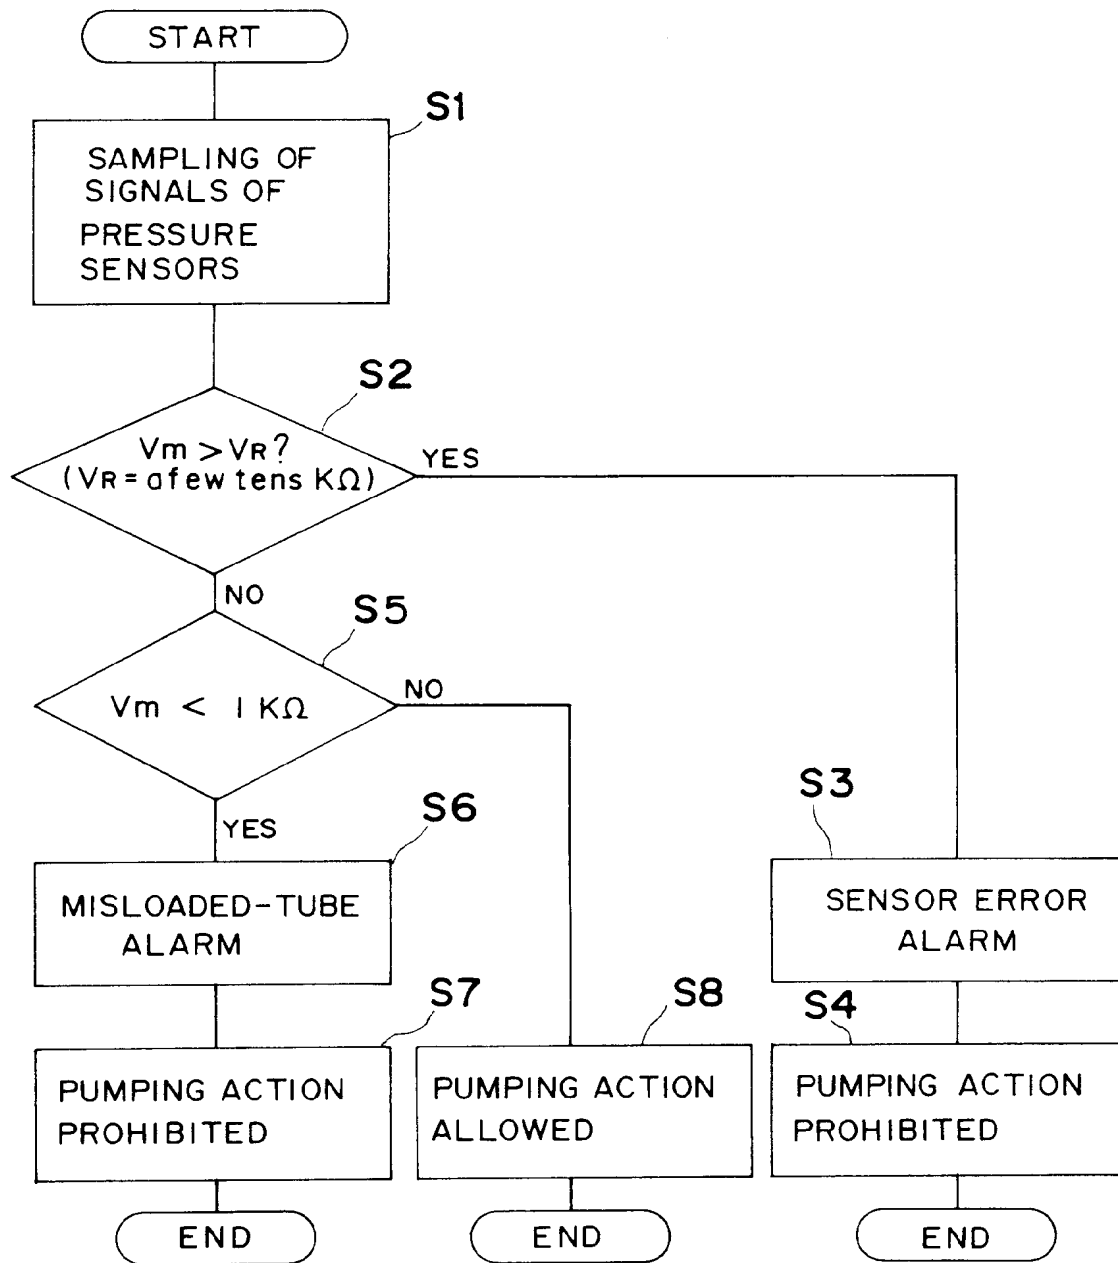 START
S1
SAMPLING OF
SIGNALS OF
PRESSURE
SENSORS
S2
Vm > VR?
(VR = a few tens KΩ)
YES
NO
S5
Vm < 1 KΩ
NO
YES
S6
MISLOADED-TUBE
ALARM
S3
SENSOR ERROR
ALARM
S7
PUMPING ACTION
PROHIBITED
S8
PUMPING ACTION
ALLOWED
S4
PUMPING ACTION
PROHIBITED
END
END
END